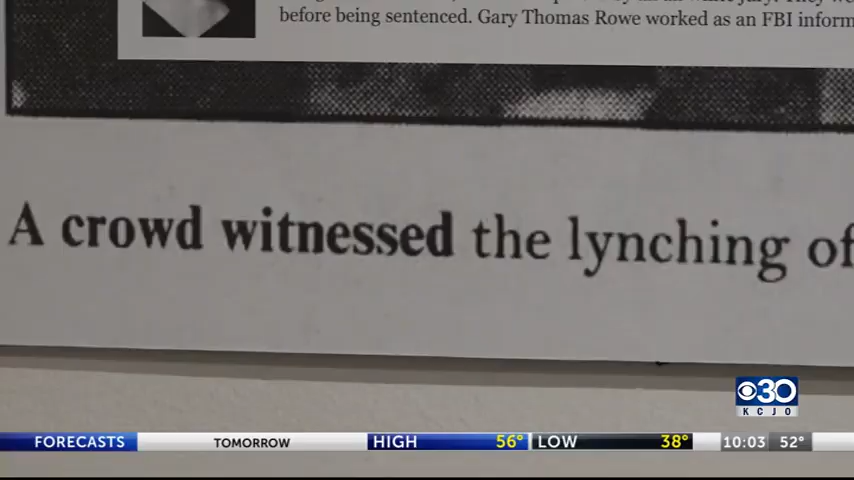 before being sentenced. Gary Thomas Rowe worked as an FBI inform
A crowd witnessed the lynching of
30
KCJO
FORECASTS TOMORROW HIGH 56° LOW 38° 10:03 52°